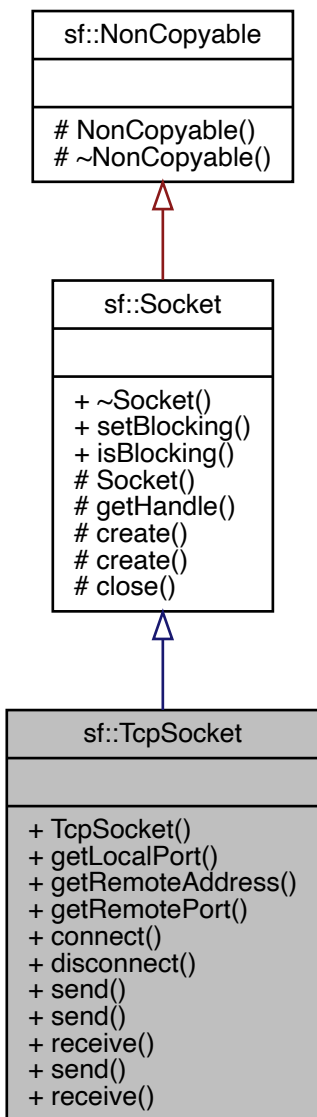 sf::NonCopyable
# NonCopyable()
# ~NonCopyable()
sf::Socket
+ ~Socket()
+ setBlocking()
+ isBlocking()
# Socket()
# getHandle()
# create()
# create()
# close()
sf::TcpSocket
+ TcpSocket()
+ getLocalPort()
+ getRemoteAddress()
+ getRemotePort()
+ connect()
+ disconnect()
+ send()
+ send()
+ receive()
+ send()
+ receive()